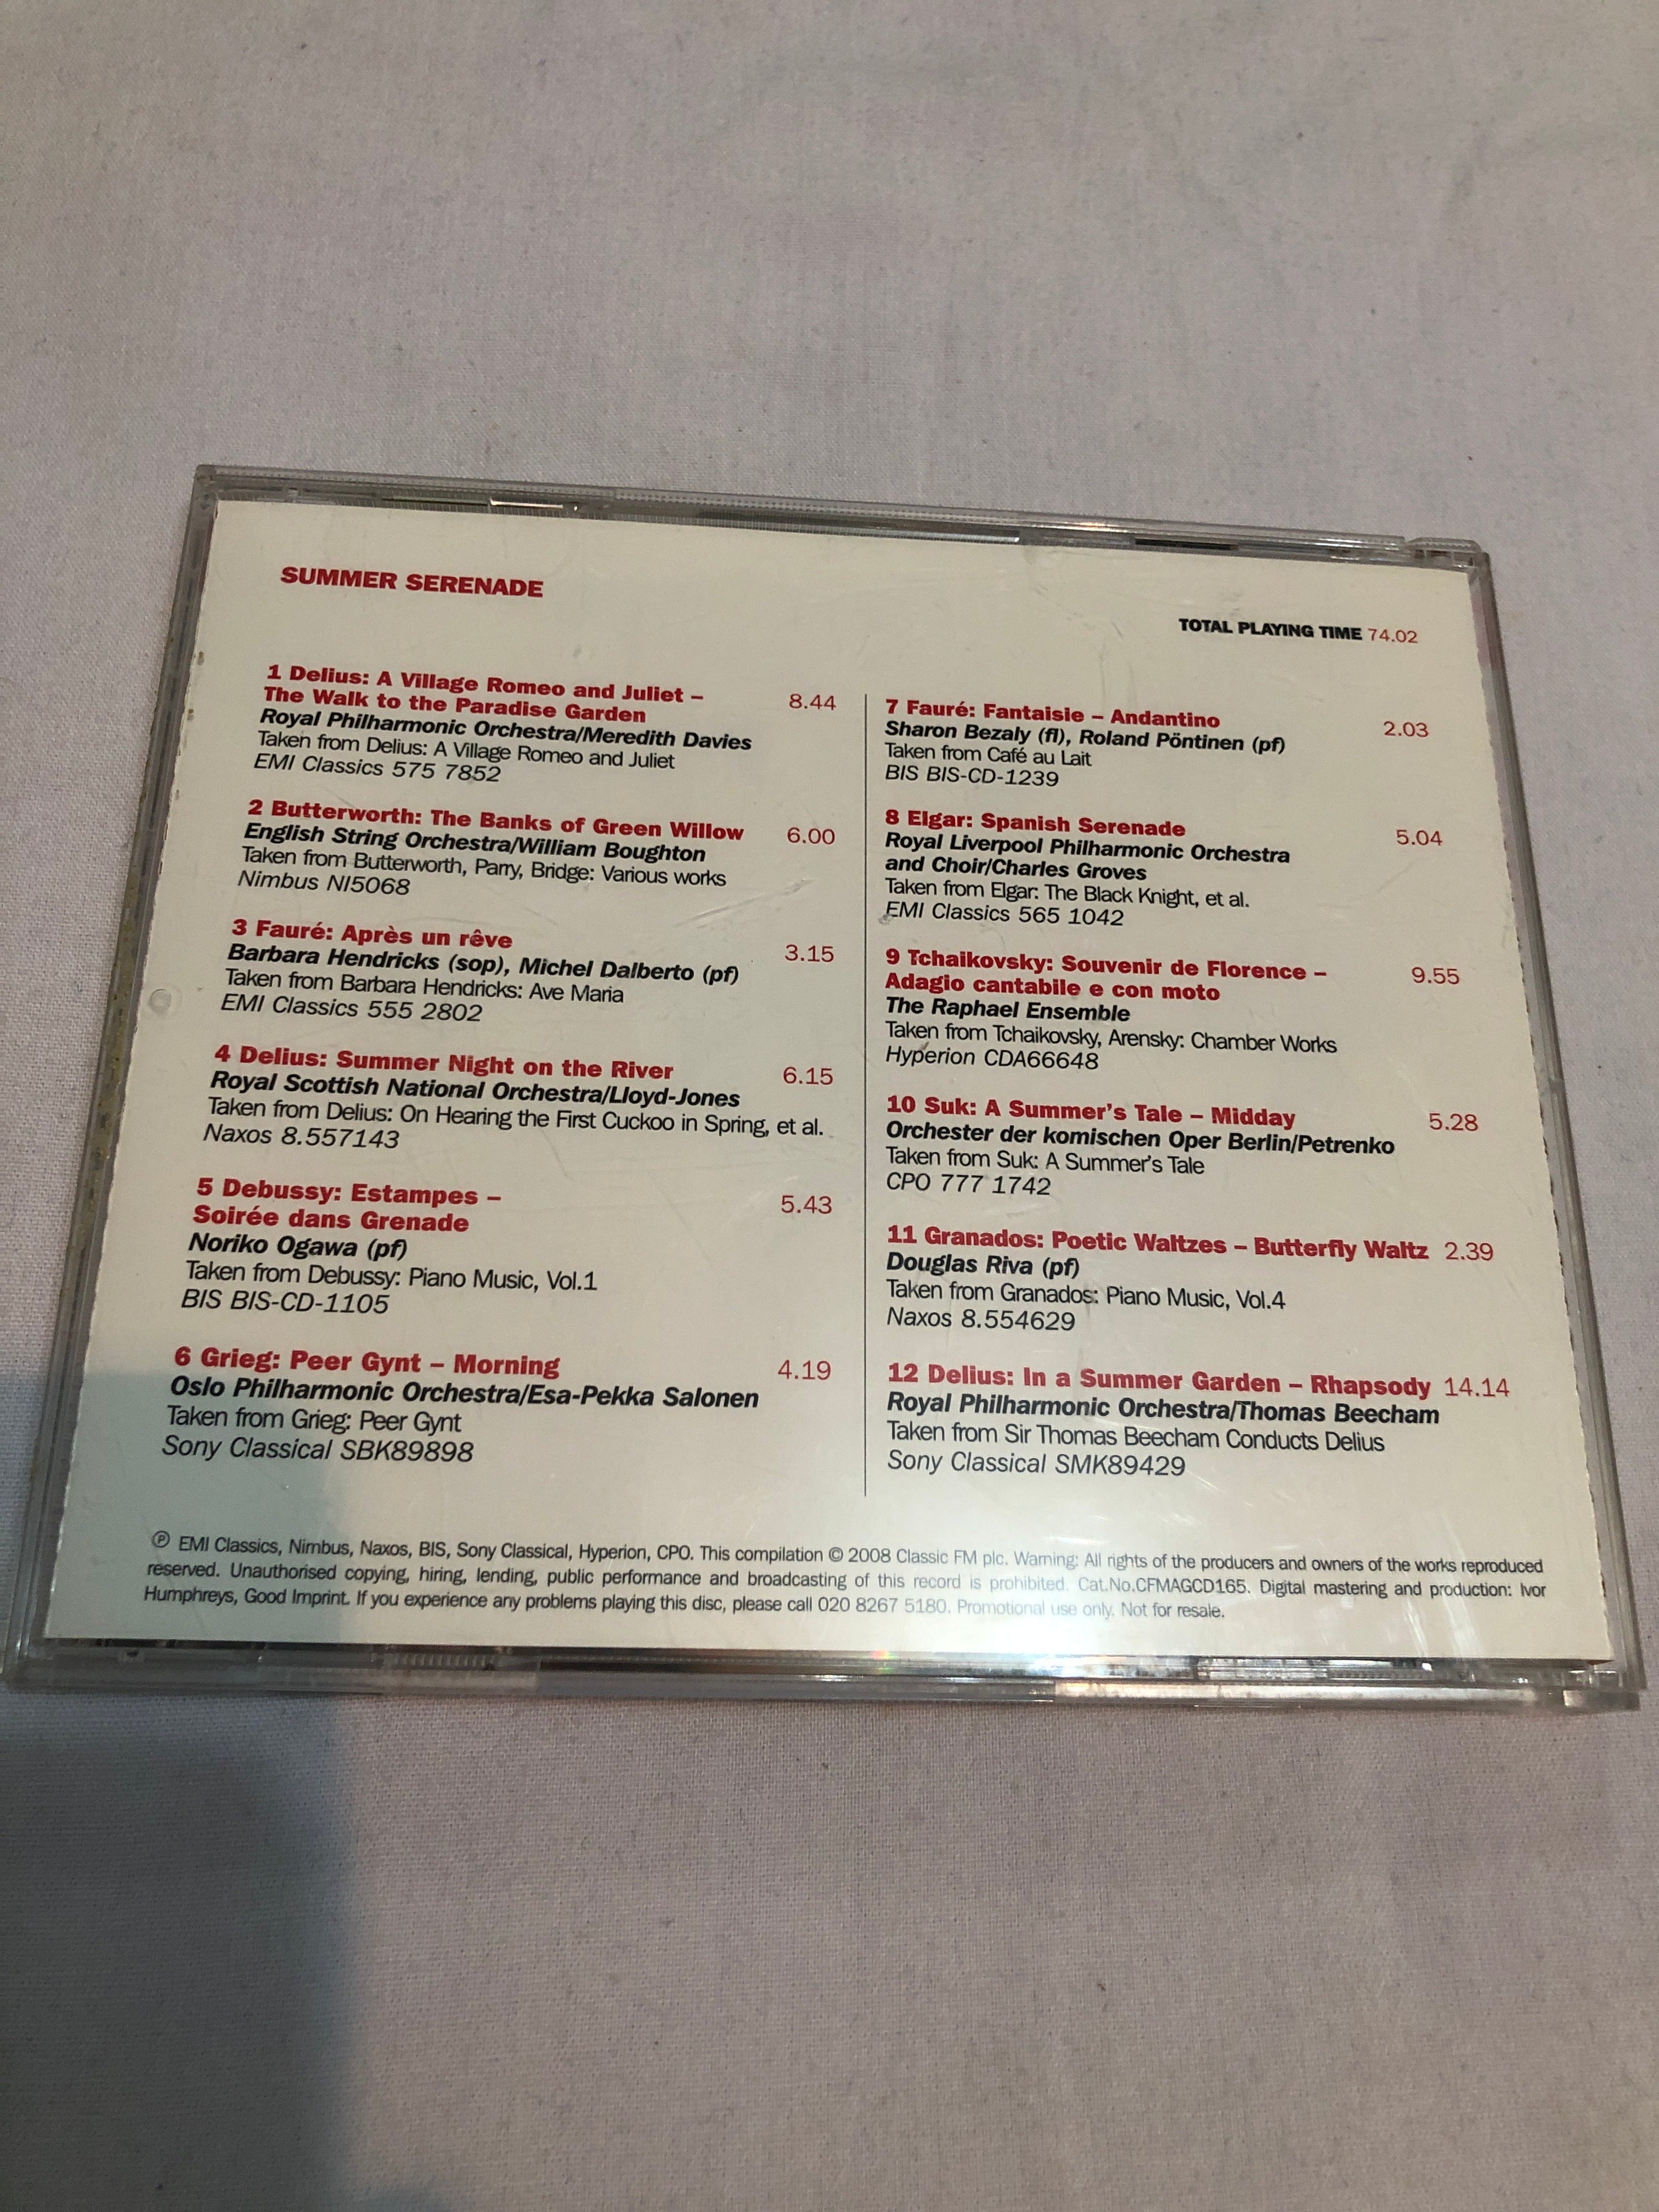 SUMMER SERENADE
TOTAL PLAYING TIME 74.02
1 Delius: A Village Romeo and Juliet –
The Walk to the Paradise Garden 8.44
Royal Philharmonic Orchestra/Meredith Davies
Taken from Delius: A Village Romeo and Juliet
EMI Classics 575 7852
2 Butterworth: The Banks of Green Willow 6.00
English String Orchestra/William Boughton
Taken from Butterworth, Parry, Bridge: Various works
Nimbus NI5068
3 Fauré: Après un rêve 3.15
Barbara Hendricks (sop), Michel Dalberto (pf)
Taken from Barbara Hendricks: Ave Maria
EMI Classics 555 2802
4 Delius: Summer Night on the River 6.15
Royal Scottish National Orchestra/Lloyd-Jones
Taken from Delius: On Hearing the First Cuckoo in Spring, et al.
Naxos 8.557143
5 Debussy: Estampes – 5.43
Soirée dans Grenade
Noriko Ogawa (pf)
Taken from Debussy: Piano Music, Vol.1
BIS BIS-CD-1105
6 Grieg: Peer Gynt – Morning 4.19
Oslo Philharmonic Orchestra/Esa-Pekka Salonen
Taken from Grieg: Peer Gynt
Sony Classical SBK89898
7 Fauré: Fantaisie – Andantino 2.03
Sharon Bezaly (fl), Roland Pöntinen (pf)
Taken from Café au Lait
BIS BIS-CD-1239
8 Elgar: Spanish Serenade 5.04
Royal Liverpool Philharmonic Orchestra
and Choir/Charles Groves
Taken from Elgar: The Black Knight, et al.
EMI Classics 565 1042
9 Tchaikovsky: Souvenir de Florence – 9.55
Adagio cantabile e con moto
The Raphael Ensemble
Taken from Tchaikovsky, Arensky: Chamber Works
Hyperion CDA66648
10 Suk: A Summer's Tale – Midday 5.28
Orchester der komischen Oper Berlin/Petrenko
Taken from Suk: A Summer's Tale
CPO 777 1742
11 Granados: Poetic Waltzes – Butterfly Waltz 2.39
Douglas Riva (pf)
Taken from Granados: Piano Music, Vol.4
Naxos 8.554629
12 Delius: In a Summer Garden – Rhapsody 14.14
Royal Philharmonic Orchestra/Thomas Beecham
Taken from Sir Thomas Beecham Conducts Delius
Sony Classical SMK89429
℗ EMI Classics, Nimbus, Naxos, BIS, Sony Classical, Hyperion, CPO. This compilation © 2008 Classic FM plc. Warning: All rights of the producers and owners of the works reproduced
reserved. Unauthorised copying, hiring, lending, public performance and broadcasting of this record is prohibited. Cat.No.CFMAGCD165. Digital mastering and production: Ivor
Humphreys, Good Imprint. If you experience any problems playing this disc, please call 020 8267 5180. Promotional use only. Not for resale.